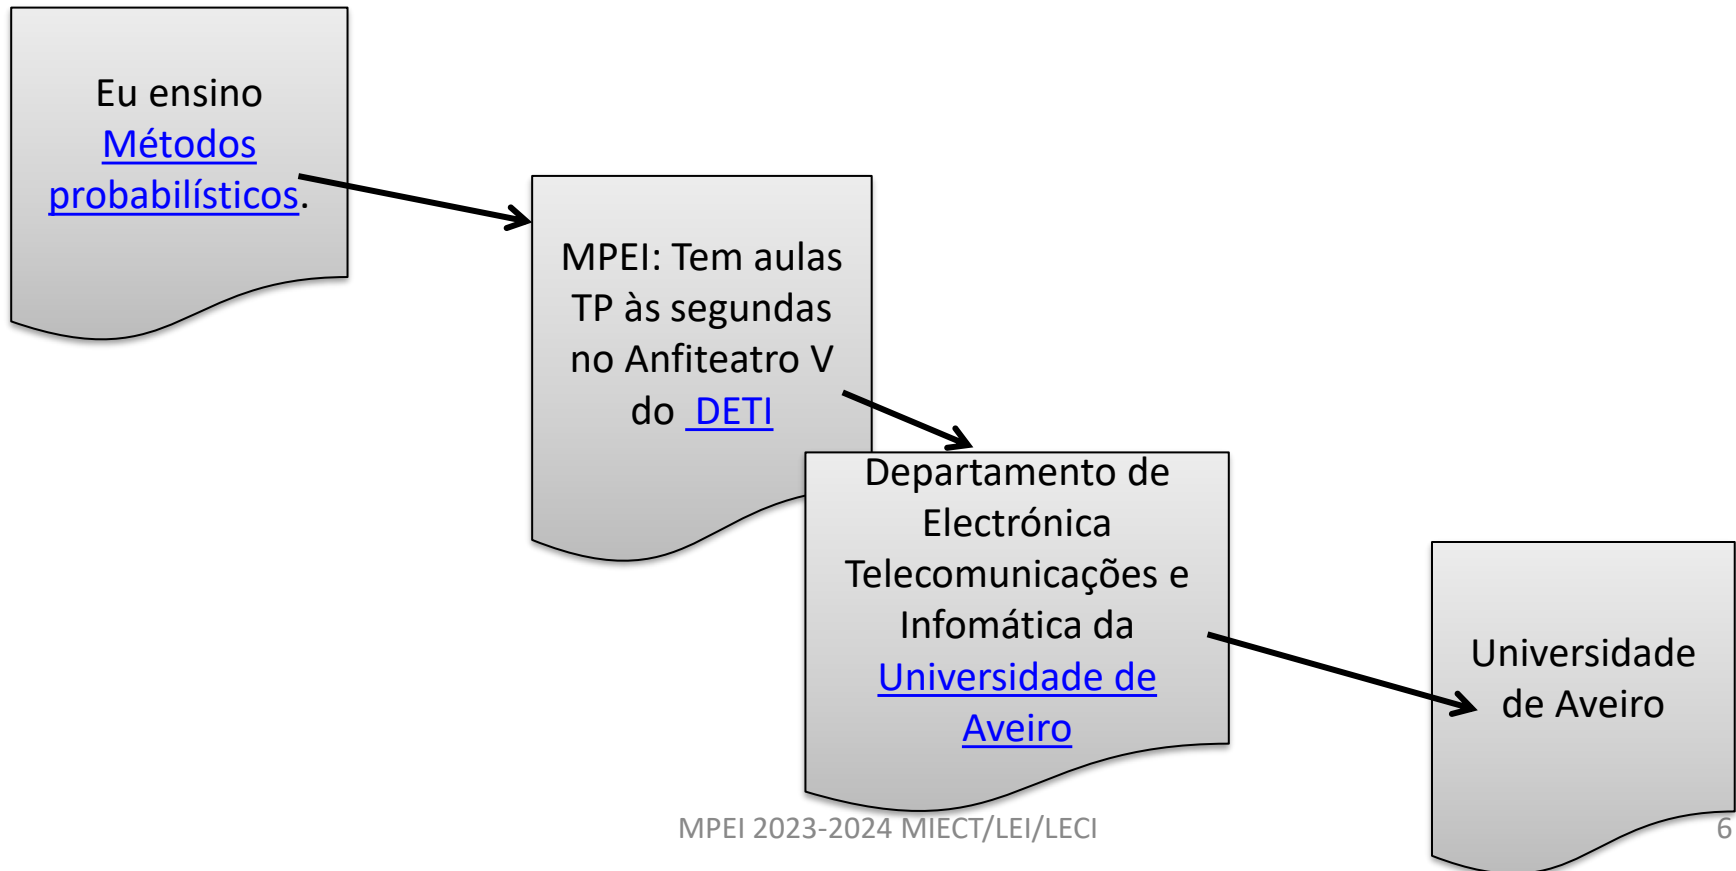 Eu ensino
Métodos
probabilísticos.
MPEI: Tem aulas
TP às segundas
no Anfiteatro V
do DETI
Departamento de
Electrónica
Telecomunicações e
Infomática da
Universidade de
Aveiro
Universidade
de Aveiro
MPEI 2023-2024 MIECT/LEI/LECI
6